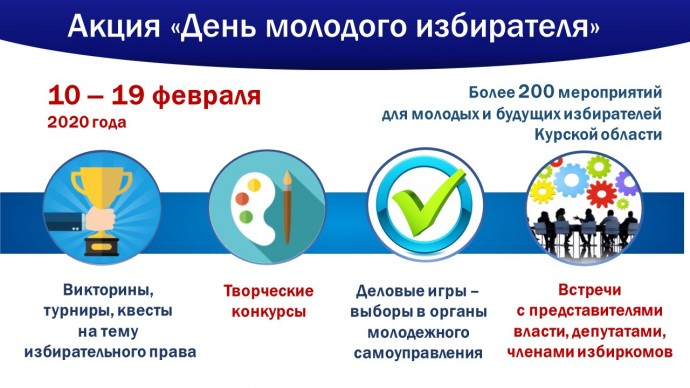 Акция «День молодого избирателя»
10 – 19 февраля
2020 года
Более 200 мероприятий
для молодых и будущих избирателей
Курской области
Викторины,
турниры, квесты
на тему
избирательного права
Творческие
конкурсы
Деловые игры –
выборы в органы
молодежного
самоуправления
Встречи
с представителями
власти, депутатами,
членами избиркомов